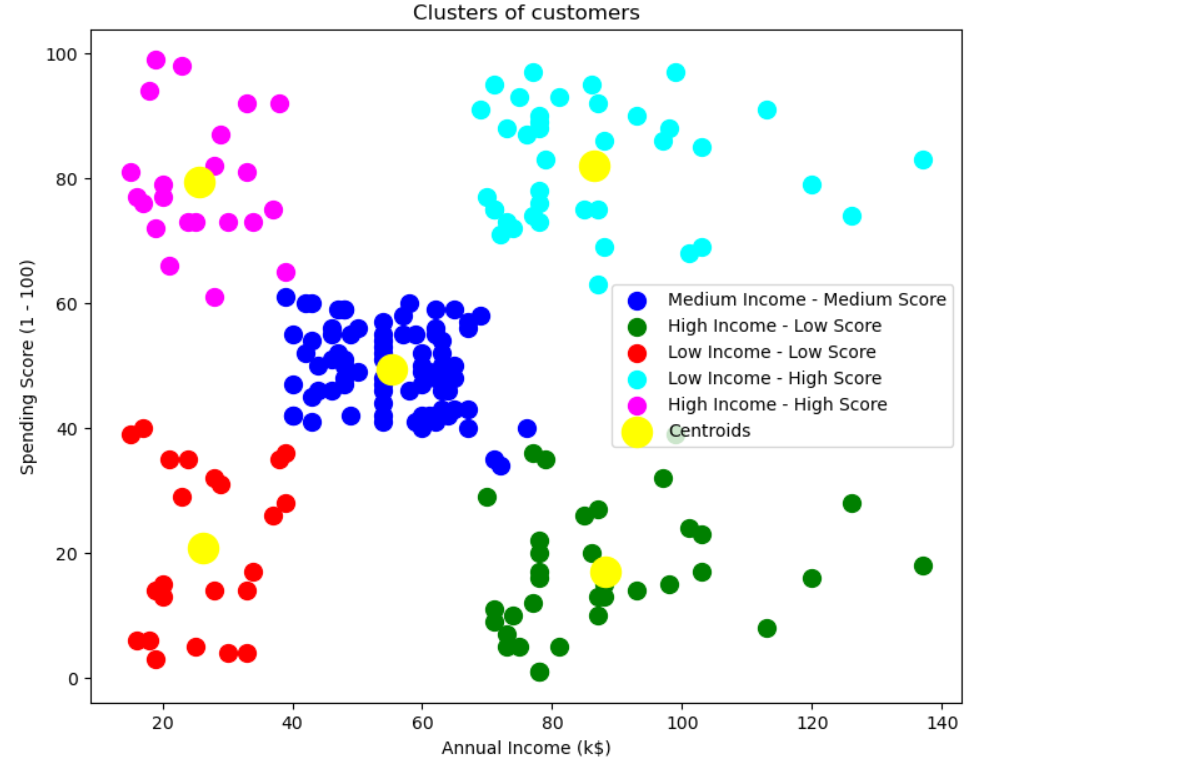 Clusters of customers
100
80
60
40
20
0
Spending Score (1 - 100)
Medium Income - Medium Score
High Income - Low Score
Low Income - Low Score
Low Income - High Score
High Income - High Score
Centroids
20 40 60 80 100 120 140
Annual Income (k$)